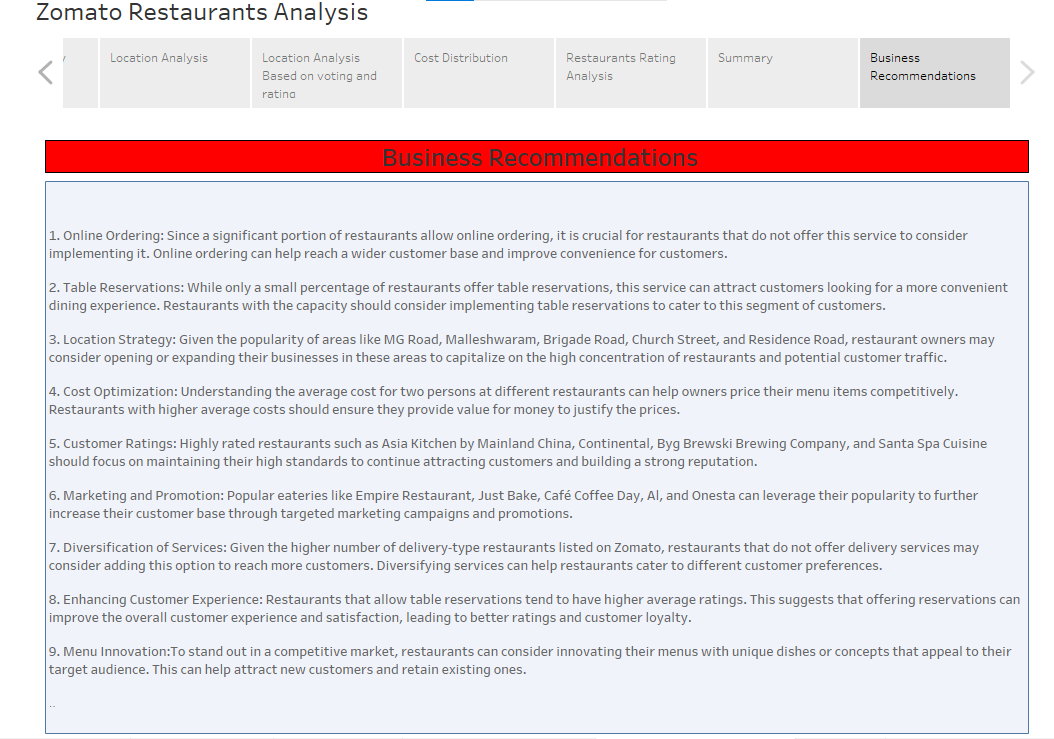 Zomato Restaurants Analysis
y
Location Analysis
Location Analysis
Based on voting and
rating
Cost Distribution
Restaurants Rating
Analysis
Summary
Business
Recommendations
Business Recommendations
1. Online Ordering: Since a significant portion of restaurants allow online ordering, it is crucial for restaurants that do not offer this service to consider
implementing it. Online ordering can help reach a wider customer base and improve convenience for customers.
2. Table Reservations: While only a small percentage of restaurants offer table reservations, this service can attract customers looking for a more convenient
dining experience. Restaurants with the capacity should consider implementing table reservations to cater to this segment of customers.
3. Location Strategy: Given the popularity of areas like MG Road, Malleshwaram, Brigade Road, Church Street, and Residence Road, restaurant owners may
consider opening or expanding their businesses in these areas to capitalize on the high concentration of restaurants and potential customer traffic.
4. Cost Optimization: Understanding the average cost for two persons at different restaurants can help owners price their menu items competitively.
Restaurants with higher average costs should ensure they provide value for money to justify the prices.
5. Customer Ratings: Highly rated restaurants such as Asia Kitchen by Mainland China, Continental, Byg Brewski Brewing Company, and Santa Spa Cuisine
should focus on maintaining their high standards to continue attracting customers and building a strong reputation.
6. Marketing and Promotion: Popular eateries like Empire Restaurant, Just Bake, Café Coffee Day, Al, and Onesta can leverage their popularity to further
increase their customer base through targeted marketing campaigns and promotions.
7. Diversification of Services: Given the higher number of delivery-type restaurants listed on Zomato, restaurants that do not offer delivery services may
consider adding this option to reach more customers. Diversifying services can help restaurants cater to different customer preferences.
8. Enhancing Customer Experience: Restaurants that allow table reservations tend to have higher average ratings. This suggests that offering reservations can
improve the overall customer experience and satisfaction, leading to better ratings and customer loyalty.
9. Menu Innovation:To stand out in a competitive market, restaurants can consider innovating their menus with unique dishes or concepts that appeal to their
target audience. This can help attract new customers and retain existing ones.
..